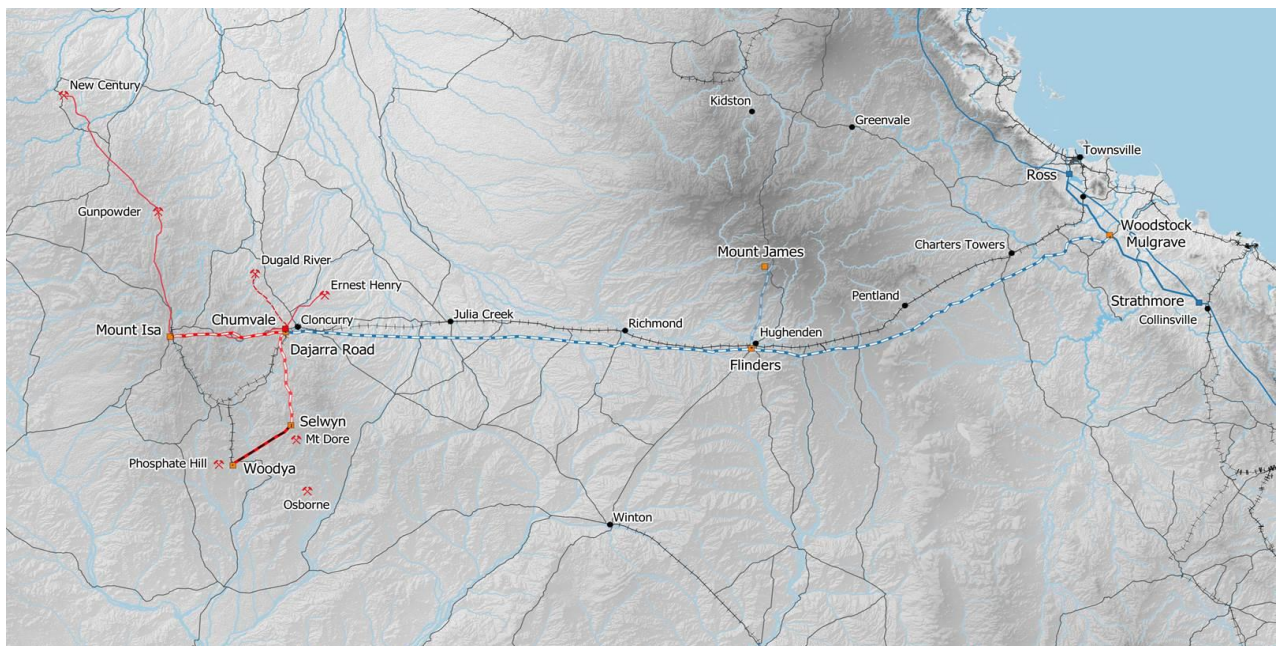 New Century
Kidston
Greenvale
Townsville
Ross
Gunpowder
Woodstock
Mulgrave
Charters Towers
Mount James
Dugald River
Ernest Henry
Pentland
Strathmore
Collinsville
Chumvale
Cloncurry
Julia Creek
Mount Isa
Richmond
Hughenden
Dajarra Road
Flinders
Selwyn
Mt Dore
Phosphate Hill
Woodya
Osborne
Winton